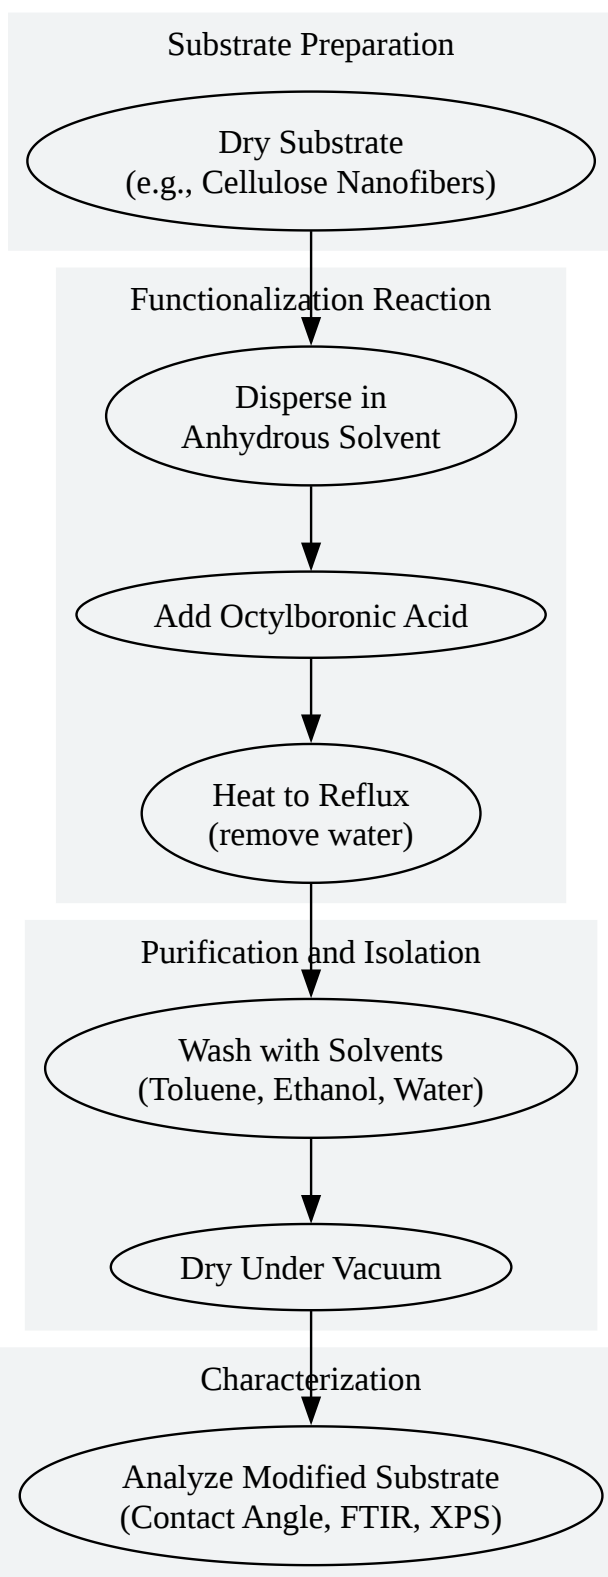 Substrate Preparation
Dry Substrate
(e.g., Cellulose Nanofibers)
Functionalization Reaction
Disperse in
Anhydrous Solvent
Add Octylboronic Acid
Heat to Reflux
(remove water)
Purification and Isolation
Wash with Solvents
(Toluene, Ethanol, Water)
Dry Under Vacuum
Characterization
Analyze Modified Substrate
(Contact Angle, FTIR, XPS)